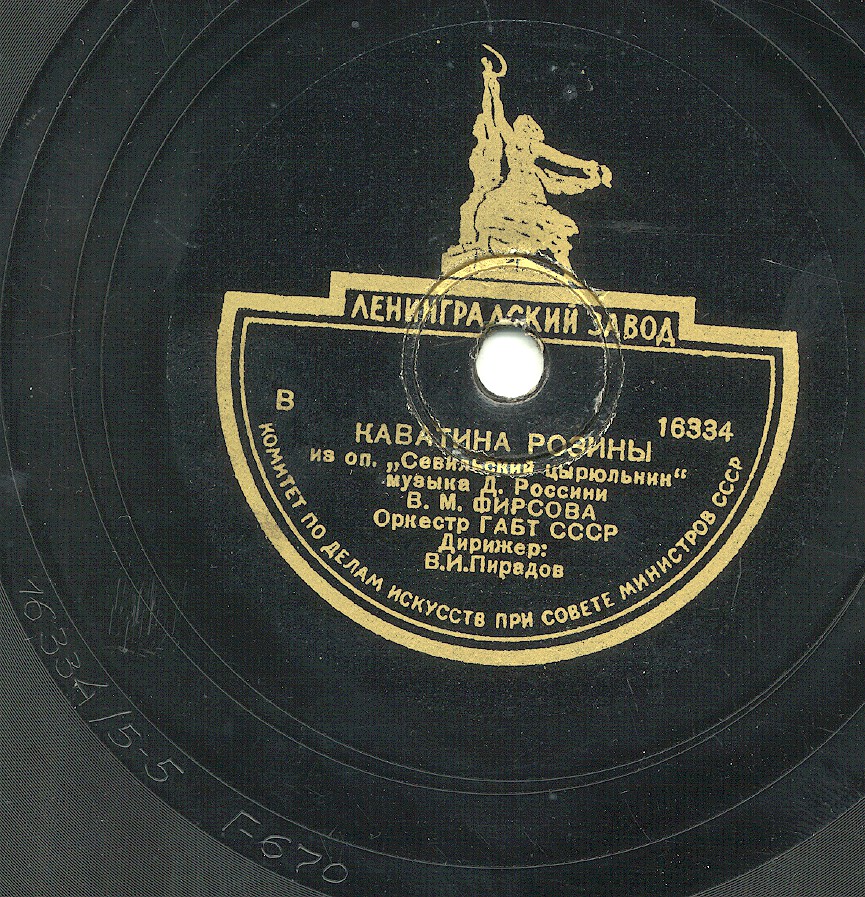 ЛЕНИНГРАДСКИЙ ЗАВОД
В
16334
КАВАТИНА РОЗИНЫ
из оп. „Севильский цырюльник“
музыка Д. Россини
В. М. ФИРСОВА
Оркестр ГАБТ СССР
Дирижер:
В.И.Пирадов
КОМИТЕТ ПО ДЕЛАМ ИСКУССТВ ПРИ СОВЕТЕ МИНИСТРОВ СССР
16334/5-5
Г-670